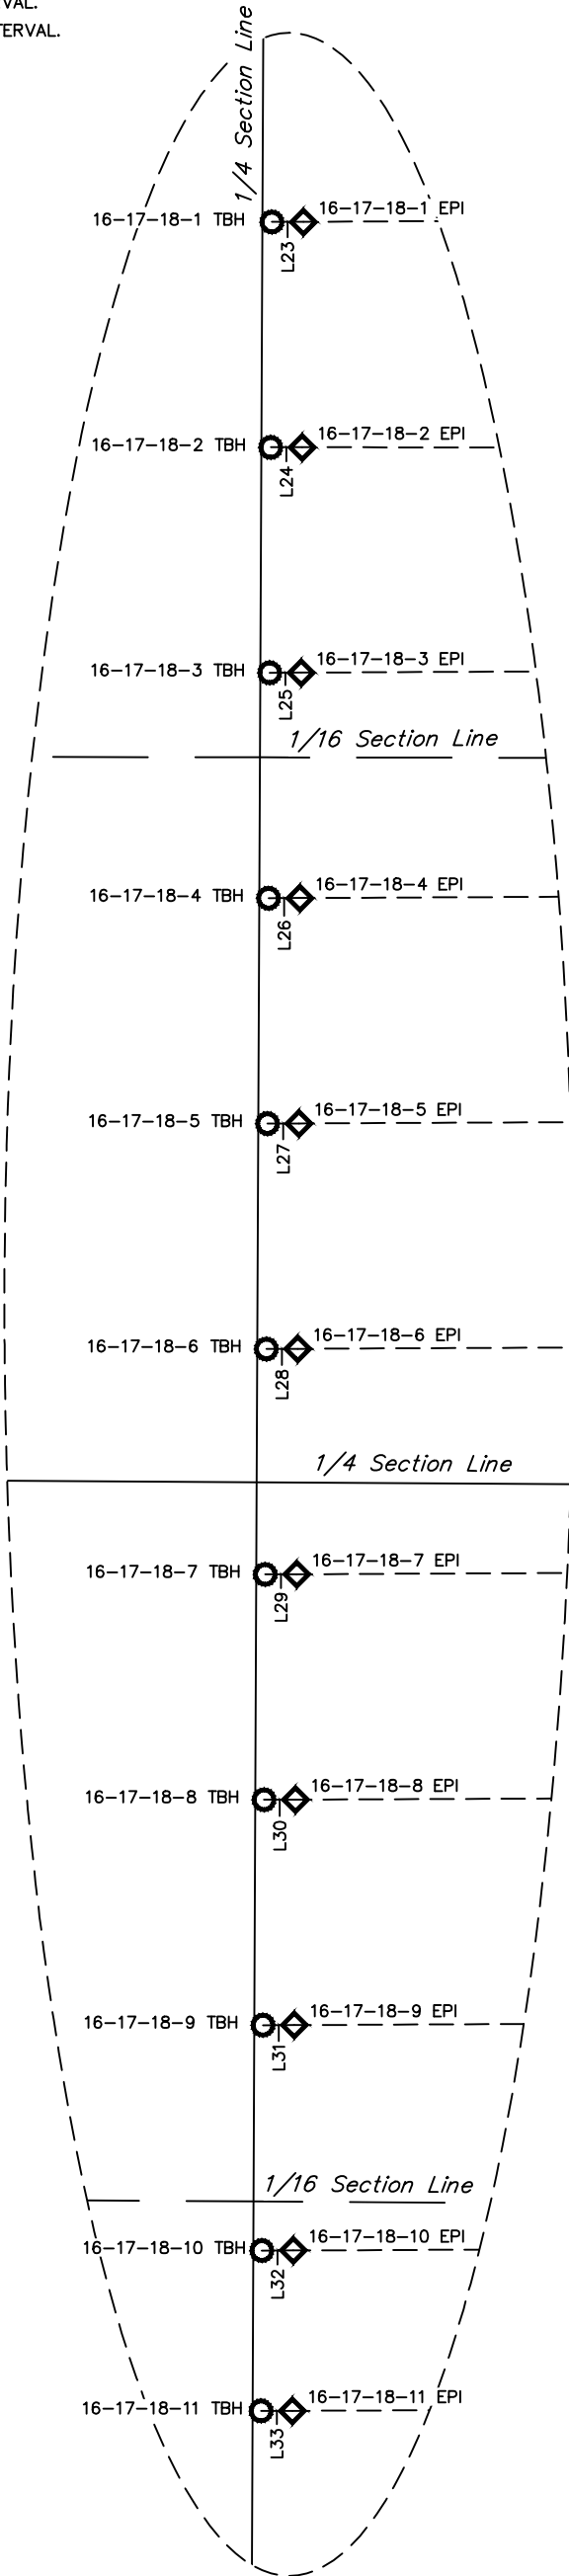 VAL.
TERVAL.
1/4 Section Line
16-17-18-1 TBH
16-17-18-1 EPI
L23
16-17-18-2 TBH
16-17-18-2 EPI
L24
16-17-18-3 TBH
16-17-18-3 EPI
L25
1/16 Section Line
16-17-18-4 TBH
16-17-18-4 EPI
L26
16-17-18-5 TBH
16-17-18-5 EPI
L27
16-17-18-6 TBH
16-17-18-6 EPI
L28
1/4 Section Line
16-17-18-7 TBH
16-17-18-7 EPI
L29
16-17-18-8 TBH
16-17-18-8 EPI
L30
16-17-18-9 TBH
16-17-18-9 EPI
L31
1/16 Section Line
16-17-18-10 TBH
16-17-18-10 EPI
L32
16-17-18-11 TBH
16-17-18-11 EPI
L33